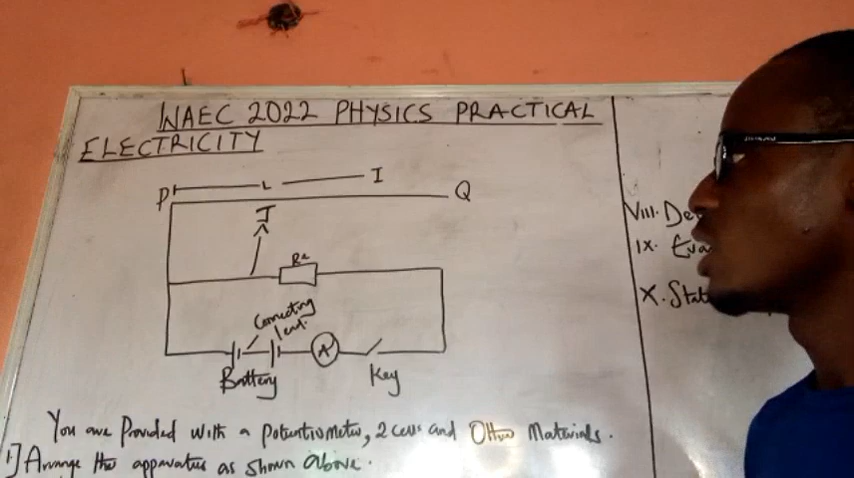 WAEC 2022 PHYSICS PRACTICAL
ELECTRICITY
P L I Q
J
R
Connecting
lead.
A
Battery
Key
You are Provided with a potentiometer, 2 cells and Other Materials.
1.] Arrange the apparatus as shown above.
VIII. De
IX. Eva
X. Stat